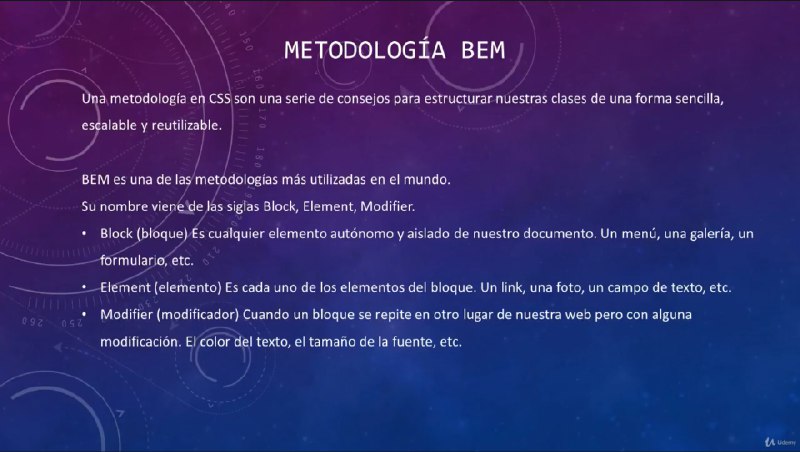 METODOLOGÍA BEM
Una metodología en CSS son una serie de consejos para estructurar nuestras clases de una forma sencilla,
escalable y reutilizable.
BEM es una de las metodologías más utilizadas en el mundo.
Su nombre viene de las siglas Block, Element, Modifier.
• Block (bloque) Es cualquier elemento autónomo y aislado de nuestro documento. Un menú, una galería, un
formulario, etc.
• Element (elemento) Es cada uno de los elementos del bloque. Un link, una foto, un campo de texto, etc.
• Modifier (modificador) Cuando un bloque se repite en otro lugar de nuestra web pero con alguna
modificación. El color del texto, el tamaño de la fuente, etc.
Udemy